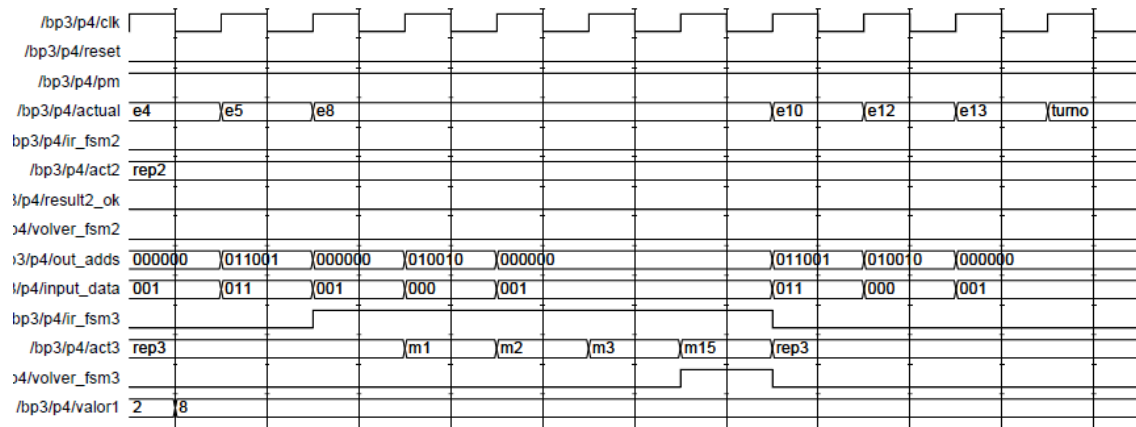 /bp3/p4/clk
/bp3/p4/reset
/bp3/p4/pm
/bp3/p4/actual e4 e5 e8 e10 e12 e13 turno
bp3/p4/ir_fsm2
/bp3/p4/act2 rep2
3/p4/result2_ok
p4/volver_fsm2
p3/p4/out_adds 000000 011001 000000 010010 000000 011001 010010 000000
3/p4/input_data 001 011 001 000 001 011 000 001
bp3/p4/ir_fsm3
/bp3/p4/act3 rep3 m1 m2 m3 m15 rep3
p4/volver_fsm3
/bp3/p4/valor1 2 8